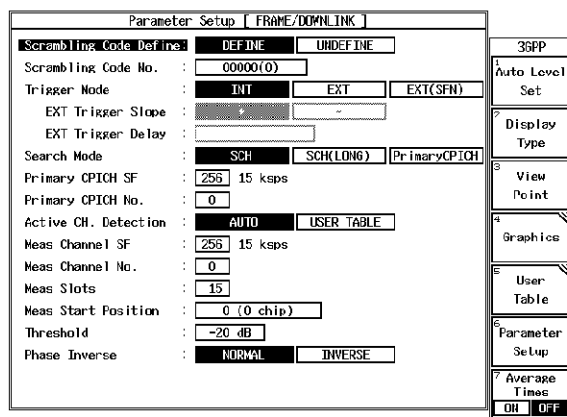 Parameter Setup [ FRAME/DOWNLINK ]
Scrambling Code Define: DEFINE UNDEFINE
Scrambling Code No. : 00000(0)
Trigger Mode : INT EXT EXT(SFN)
EXT Trigger Slope : + -
EXT Trigger Delay :
Search Mode : SCH SCH(LONG) PrimaryCPICH
Primary CPICH SF : 256 15 ksps
Primary CPICH No. : 0
Active CH. Detection : AUTO USER TABLE
Meas Channel SF : 256 15 ksps
Meas Channel No. : 0
Meas Slots : 15
Meas Start Position : 0 (0 chip)
Threshold : -20 dB
Phase Inverse : NORMAL INVERSE
3GPP
1
Auto Level
Set
2
Display
Type
3
View
Point
4
Graphics
5
User
Table
6
Parameter
Setup
7
Average
Times
ON OFF